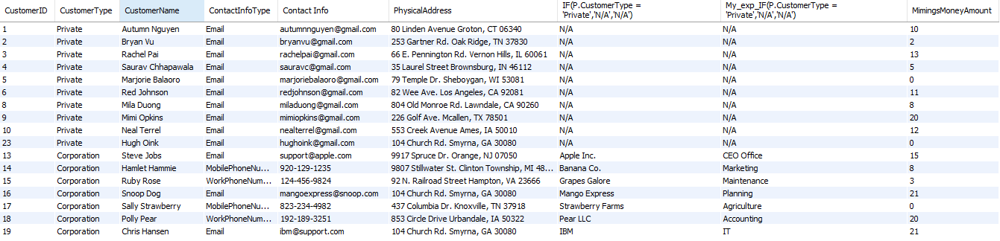 CustomerID CustomerType CustomerName ContactInfoType Contact Info PhysicalAddress IF(P.CustomerType = 'Private','N/A','N/A') My_exp_IF(P.CustomerType = 'Private','N/A','N/A') MimingsMoneyAmount
1 Private Autumn Nguyen Email autumnnguyen@gmail.com 80 Linden Avenue Groton, CT 06340 N/A N/A 10
2 Private Bryan Vu Email bryanvu@gmail.com 253 Gartner Rd. Oak Ridge, TN 37830 N/A N/A 2
3 Private Rachel Pai Email rachelpai@gmail.com 66 E. Pennington Rd. Vernon Hills, IL 60061 N/A N/A 13
4 Private Saurav Chhapawala Email sauravc@gmail.com 35 Laurel Street Brownsburg, IN 46112 N/A N/A 5
5 Private Marjorie Balaoro Email marjoriebalaoro@gmail.com 79 Temple Dr. Sheboygan, WI 53081 N/A N/A 0
6 Private Red Johnson Email redjohnson@gmail.com 82 Wee Ave. Los Angeles, CA 92081 N/A N/A 11
8 Private Mila Duong Email miladuong@gmail.com 804 Old Monroe Rd. Lawndale, CA 90260 N/A N/A 8
9 Private Mimi Opkins Email mimiopkins@gmail.com 226 Golf Ave. Mcallen, TX 78501 N/A N/A 20
10 Private Neal Terrel Email nealterrel@gmail.com 553 Creek Avenue Ames, IA 50010 N/A N/A 12
23 Private Hugh Oink Email hughoink@gmail.com 104 Church Rd. Smyrna, GA 30080 N/A N/A 0
13 Corporation Steve Jobs Email support@apple.com 9917 Spruce Dr. Orange, NJ 07050 Apple Inc. CEO Office 15
14 Corporation Hamlet Hammie MobilePhoneNu... 920-129-1235 9807 Stillwater St. Clinton Township, MI 48... Banana Co. Marketing 8
15 Corporation Ruby Rose WorkPhoneNum... 124-456-9824 92 N. Railroad Street Hampton, VA 23666 Grapes Galore Maintenance 3
16 Corporation Snoop Dog Email mangoexpress@snoop.com 104 Church Rd. Smyrna, GA 30080 Mango Express Planning 21
17 Corporation Sally Strawberry MobilePhoneNu... 823-234-4982 437 Columbia Dr. Knoxville, TN 37918 Strawberry Farms Agriculture 0
18 Corporation Polly Pear WorkPhoneNum... 192-189-3251 853 Circle Drive Urbandale, IA 50322 Pear LLC Accounting 20
19 Corporation Chris Hansen Email ibm@support.com 104 Church Rd. Smyrna, GA 30080 IBM IT 21